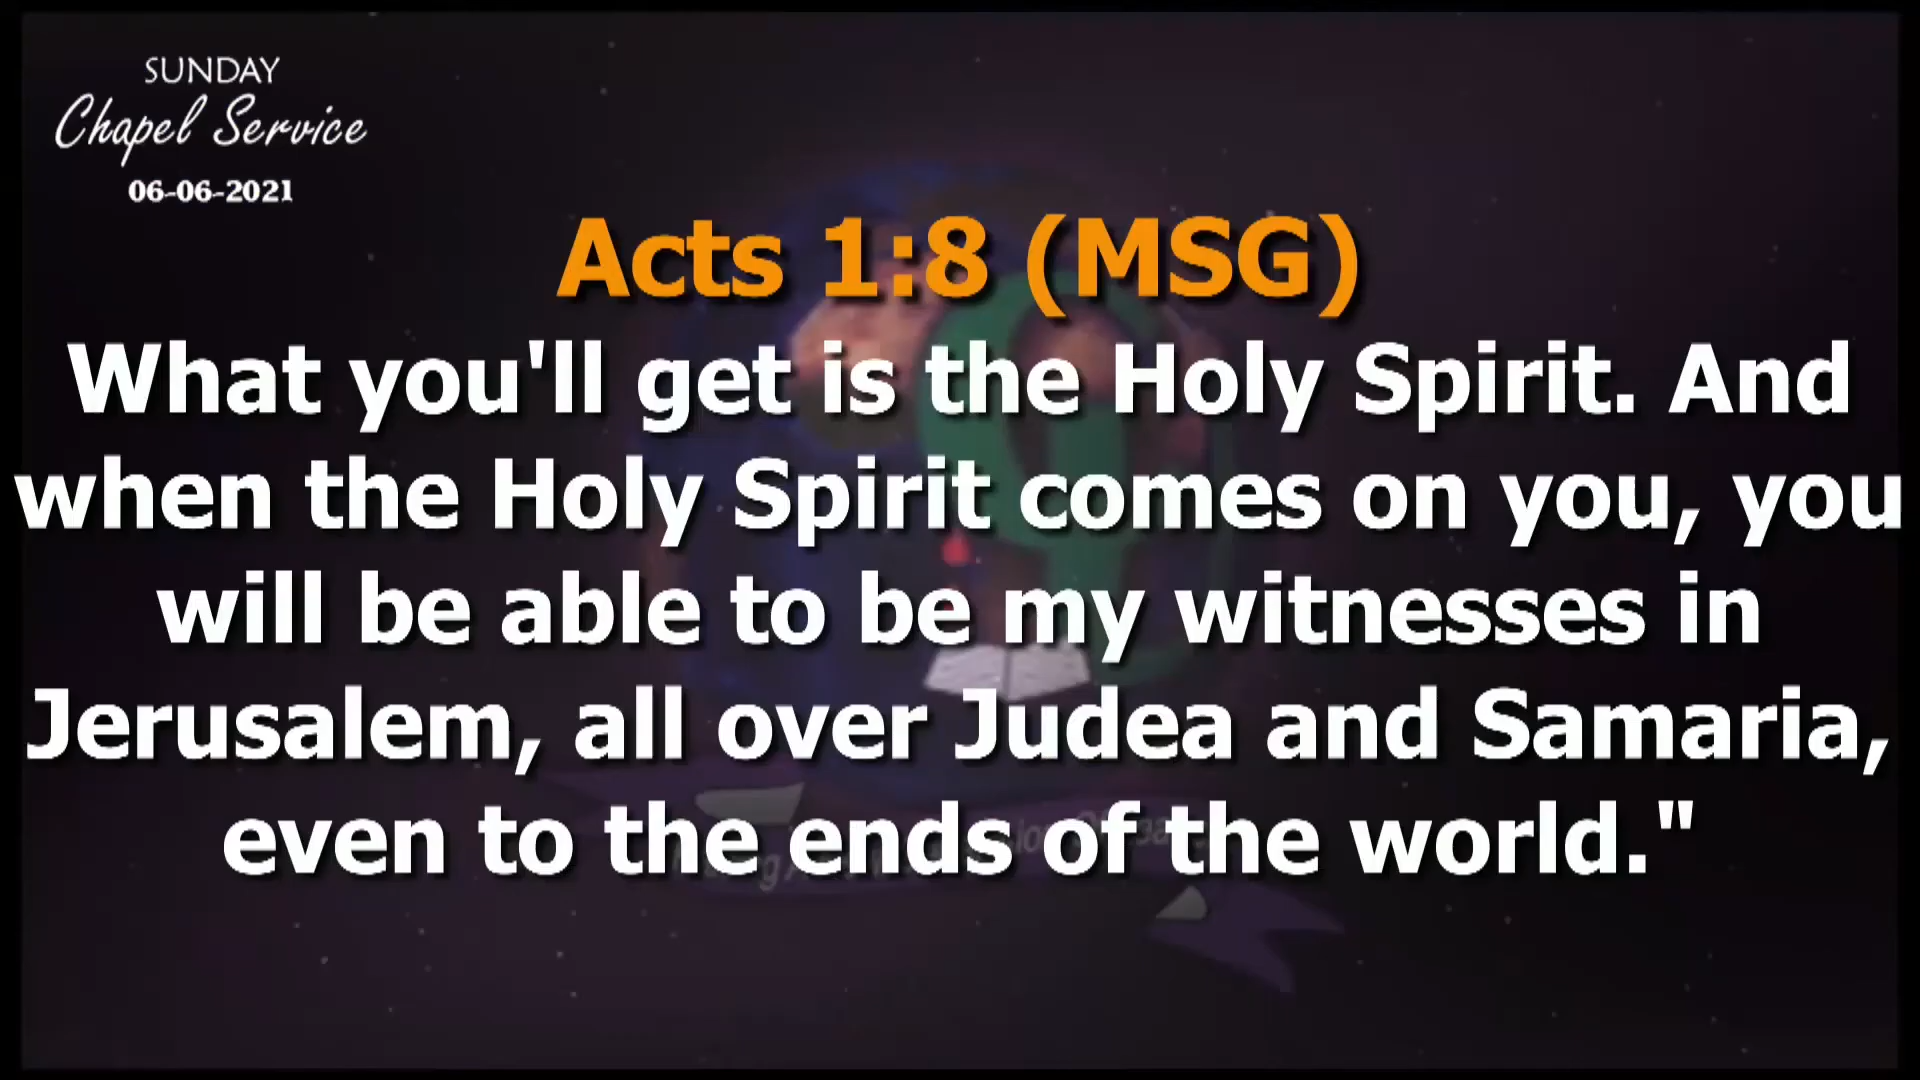 SUNDAY
Chapel Service
06-06-2021
Acts 1:8 (MSG)
What you'll get is the Holy Spirit. And
when the Holy Spirit comes on you, you
will be able to be my witnesses in
Jerusalem, all over Judea and Samaria,
even to the ends of the world."